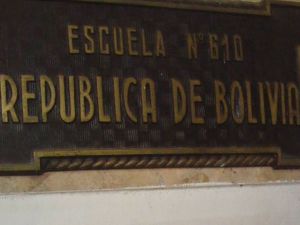 ESCUELA Nº 610
REPUBLICA DE BOLIVIA